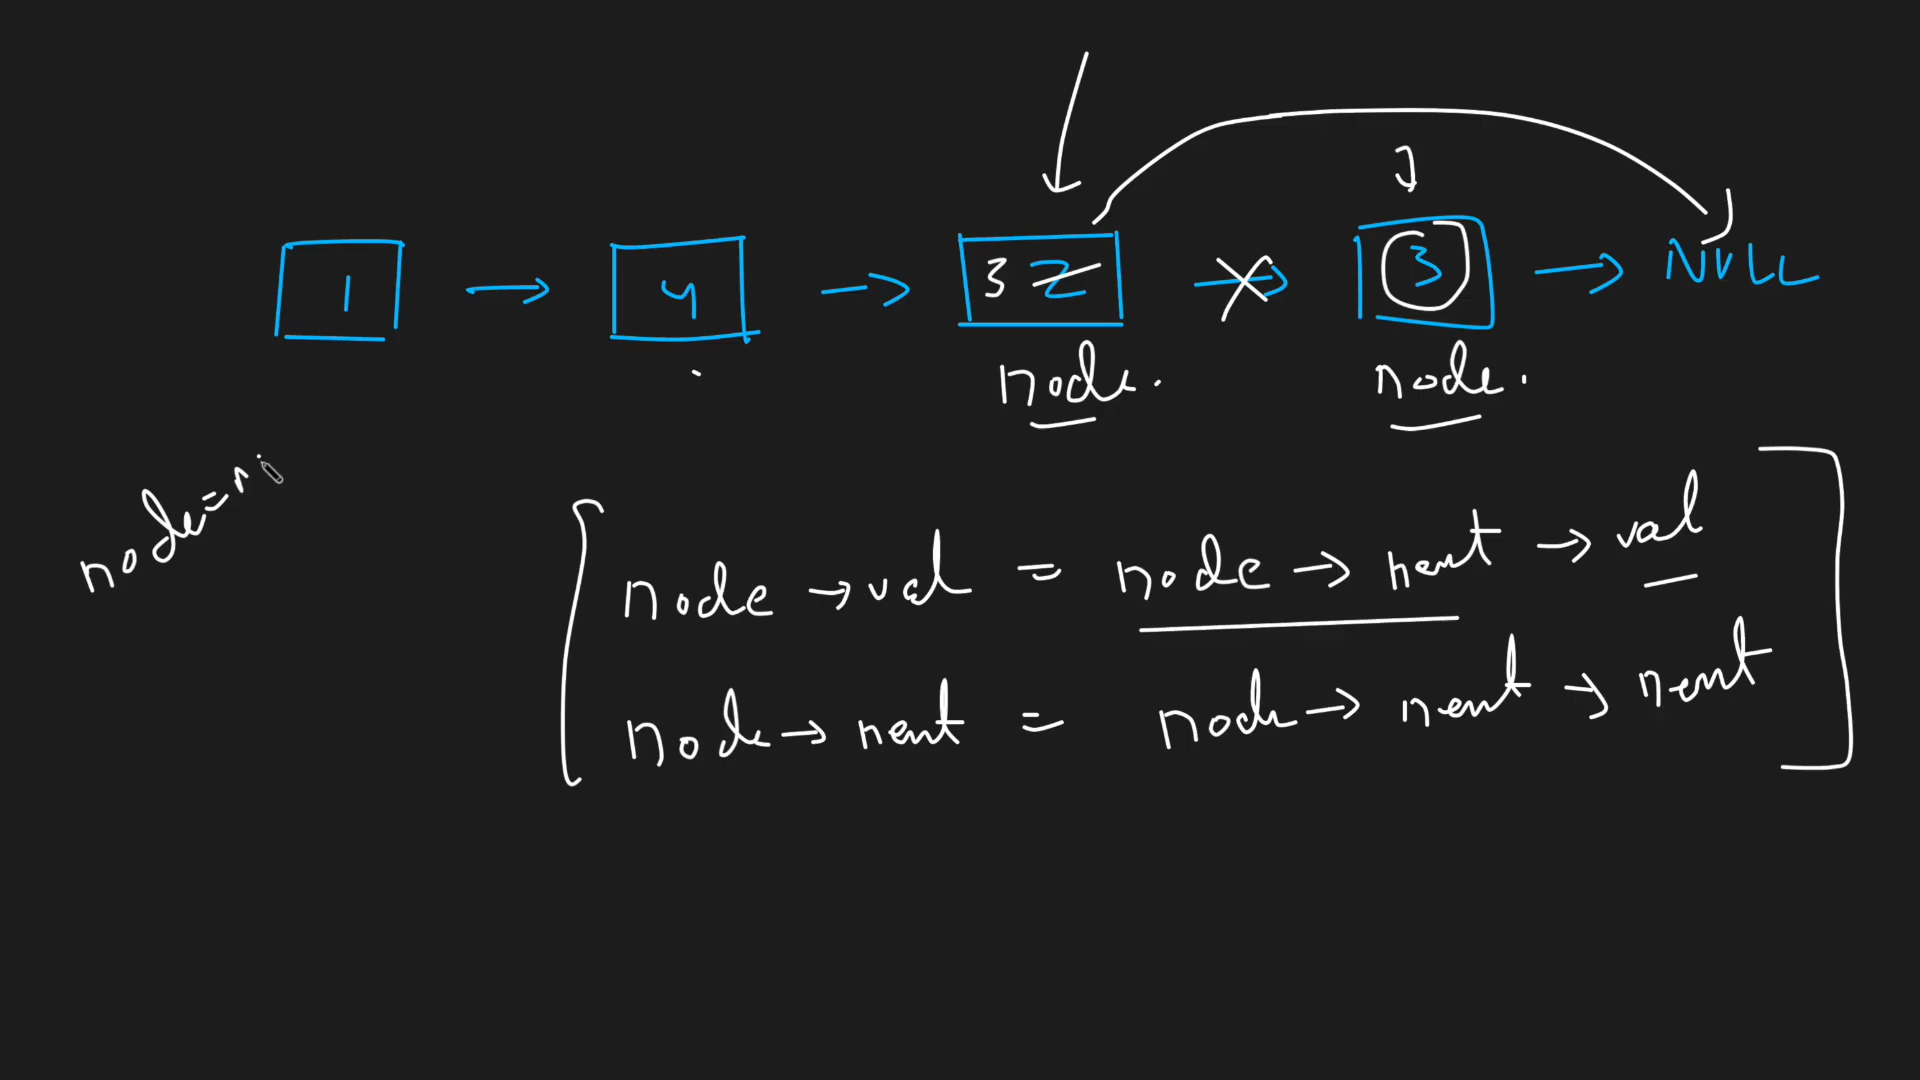 1 → 4 → 3 2 → 3 → NULL
node. node.
node = n
node → val = node → next → val
node → next = node → next → next